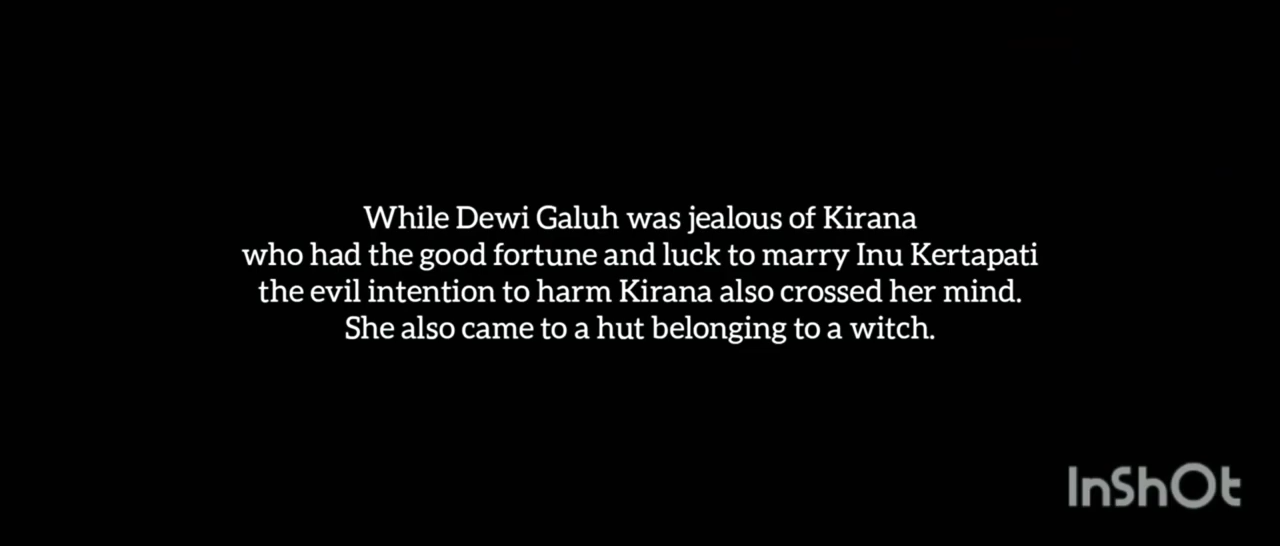 While Dewi Galuh was jealous of Kirana
who had the good fortune and luck to marry Inu Kertapati
the evil intention to harm Kirana also crossed her mind.
She also came to a hut belonging to a witch.
InShOt